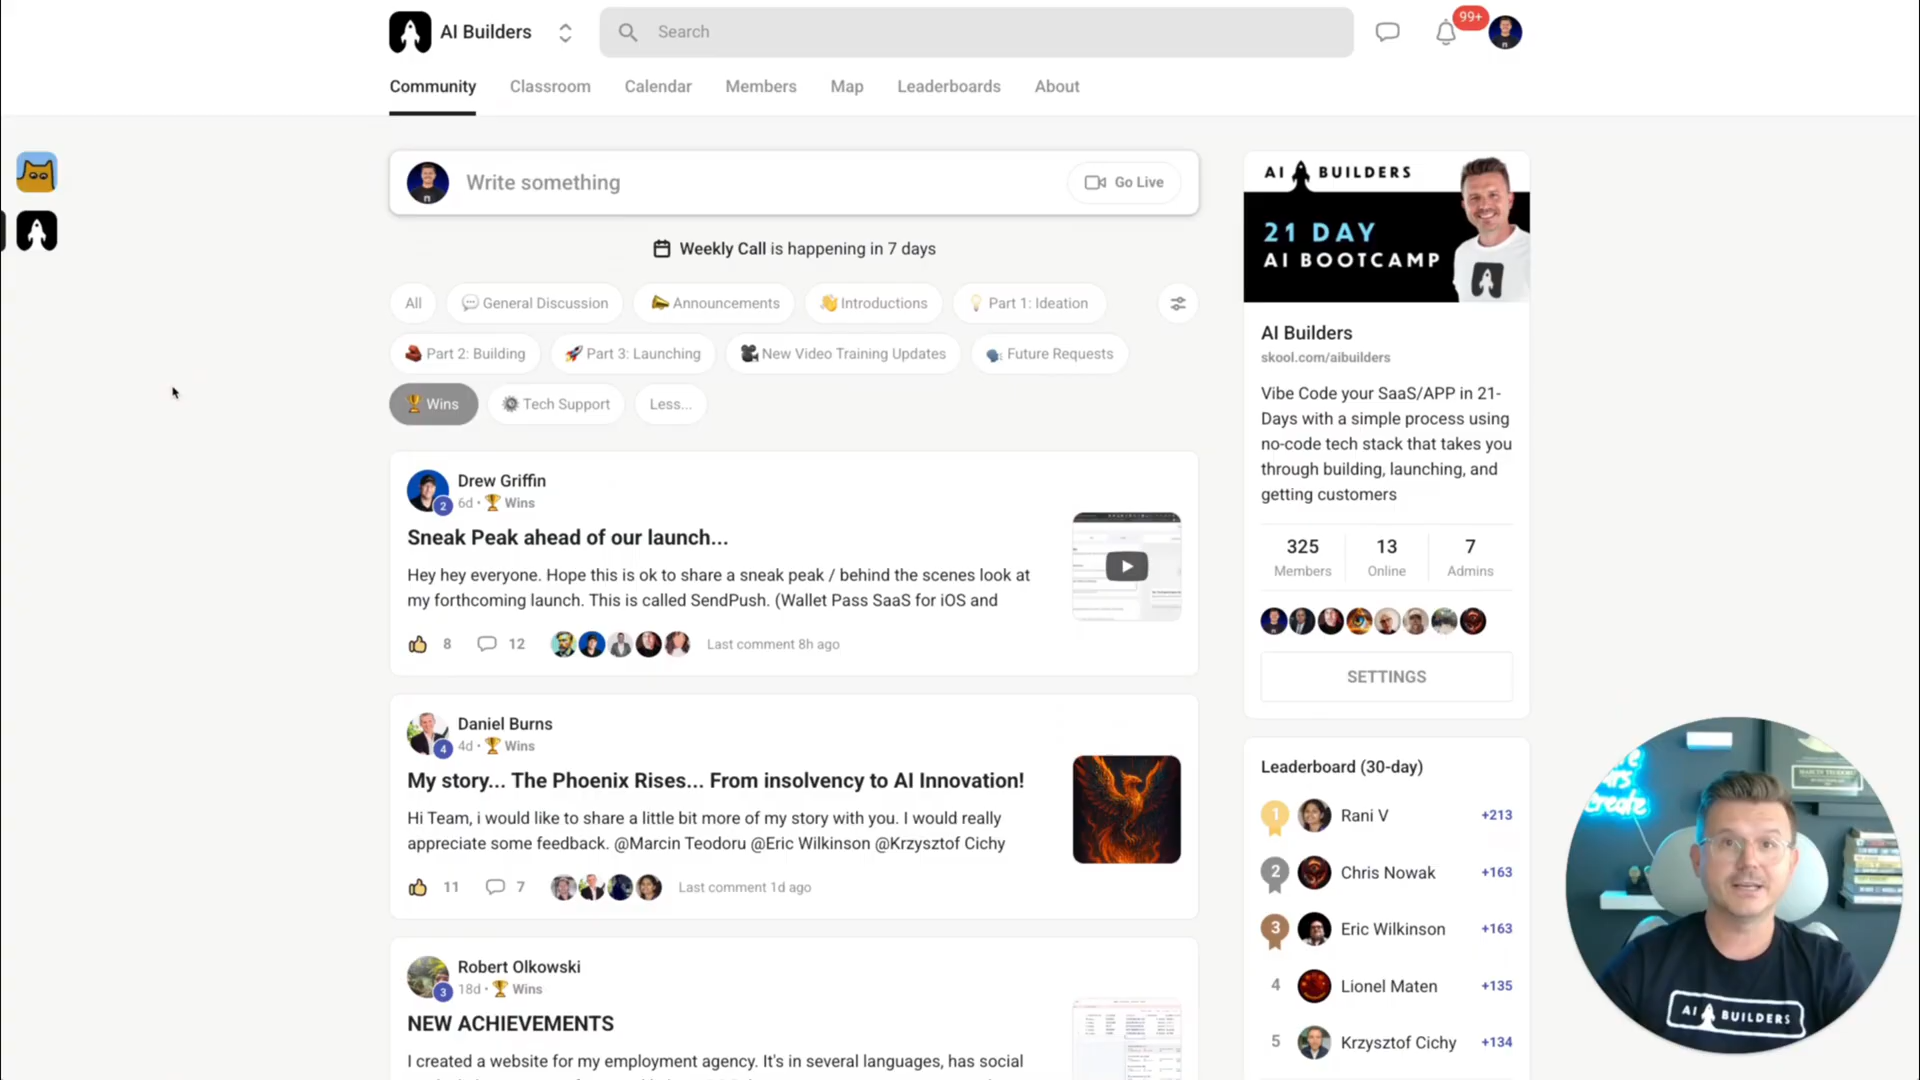 AI Builders
Search
99+
Community
Classroom
Calendar
Members
Map
Leaderboards
About
Write something
Go Live
Weekly Call is happening in 7 days
All
General Discussion
Announcements
Introductions
Part 1: Ideation
Part 2: Building
Part 3: Launching
New Video Training Updates
Future Requests
Wins
Tech Support
Less...
Drew Griffin
2
6d • Wins
Sneak Peak ahead of our launch...
Hey hey everyone. Hope this is ok to share a sneak peak / behind the scenes look at
my forthcoming launch. This is called SendPush. (Wallet Pass SaaS for iOS and
8
12
Last comment 8h ago
Daniel Burns
4
4d • Wins
My story... The Phoenix Rises... From insolvency to AI Innovation!
Hi Team, i would like to share a little bit more of my story with you. I would really
appreciate some feedback. @Marcin Teodoru @Eric Wilkinson @Krzysztof Cichy
11
7
Last comment 1d ago
Robert Olkowski
3
18d • Wins
NEW ACHIEVEMENTS
I created a website for my employment agency. It's in several languages, has social
AI BUILDERS
21 DAY
AI BOOTCAMP
AI Builders
skool.com/aibuilders
Vibe Code your SaaS/APP in 21-
Days with a simple process using
no-code tech stack that takes you
through building, launching, and
getting customers
325
Members
13
Online
7
Admins
SETTINGS
Leaderboard (30-day)
1 Rani V +213
2 Chris Nowak +163
3 Eric Wilkinson +163
4 Lionel Maten +135
5 Krzysztof Cichy +134
Create
MARCIN TEODORU
AI BUILDERS